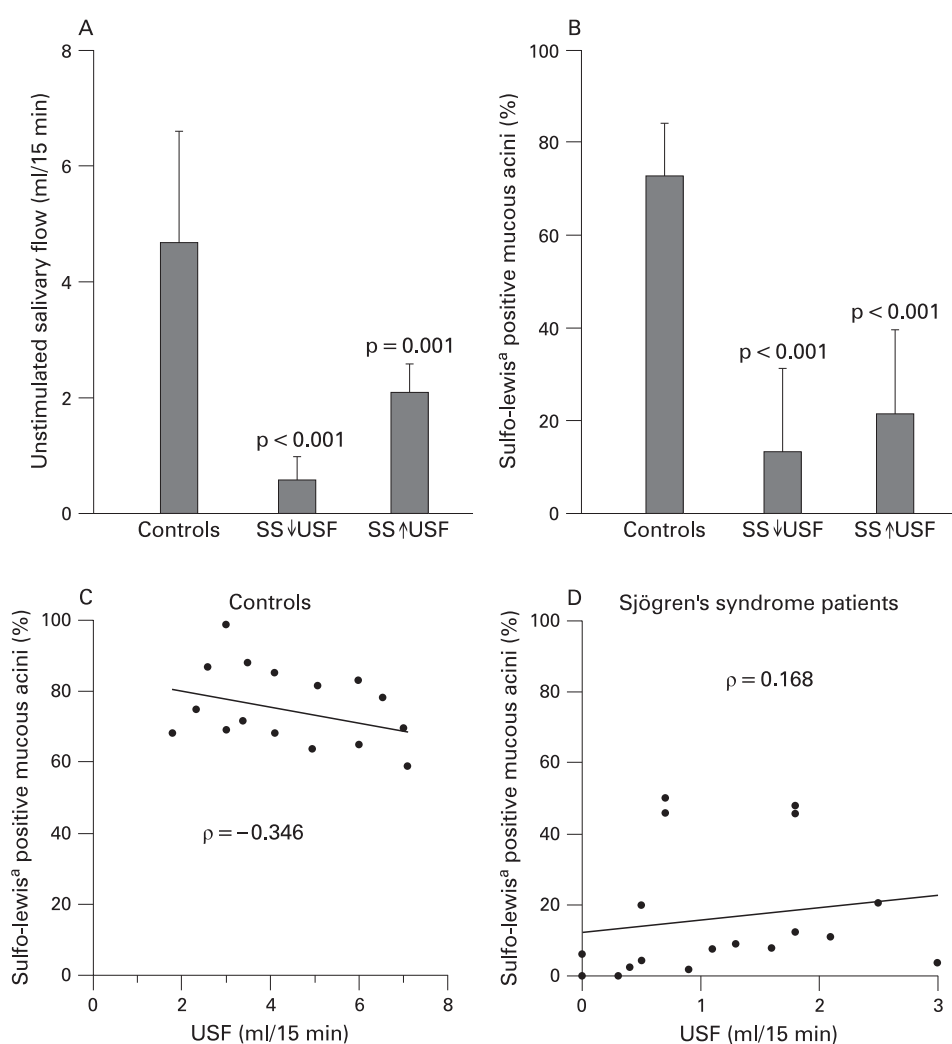 A
Unstimulated salivary flow (ml/15 min)
8
6
4
2
0
p < 0.001
p = 0.001
Controls
SS↓USF
SS↑USF
B
Sulfo-lewisᵃ positive mucous acini (%)
100
80
60
40
20
0
p < 0.001
p < 0.001
Controls
SS↓USF
SS↑USF
C
Controls
Sulfo-lewisᵃ positive mucous acini (%)
100
80
60
40
20
0
ρ = −0.346
0
2
4
6
8
USF (ml/15 min)
D
Sjögren's syndrome patients
Sulfo-lewisᵃ positive mucous acini (%)
100
80
60
40
20
0
ρ = 0.168
0
1
2
3
USF (ml/15 min)